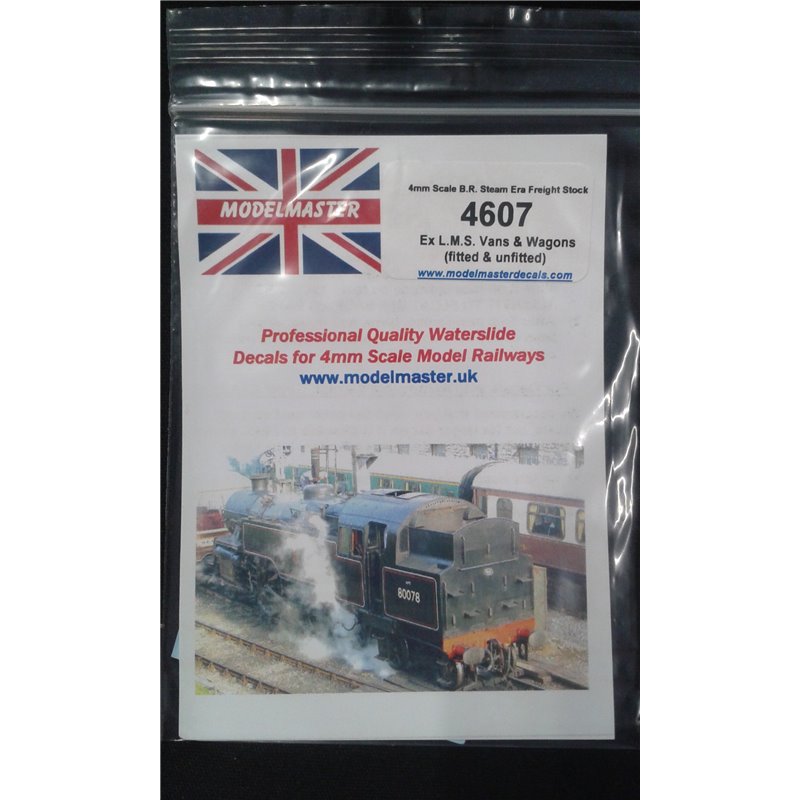 MODELMASTER
4mm Scale B.R. Steam Era Freight Stock
4607
Ex L.M.S. Vans & Wagons
(fitted & unfitted)
www.modelmasterdecals.com
Professional Quality Waterslide
Decals for 4mm Scale Model Railways
www.modelmaster.uk
80078